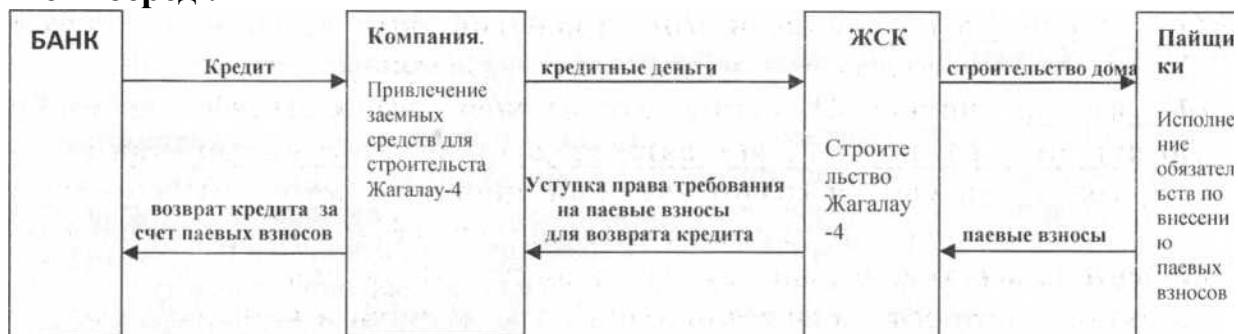 БАНК
Кредит
возврат кредита за
счет паевых взносов
Компания.
Привлечение
заемных
средств для
строительста
Жагалау-4
кредитные деньги
Уступка права требования
на паевые взносы
для возврата кредита
ЖСК
Строите
льство
Жагалау
-4
строительство дома
паевые взносы
Пайщи
ки
Исполне
ние
обязател
ьств по
внесени
ю
паевых
взносов